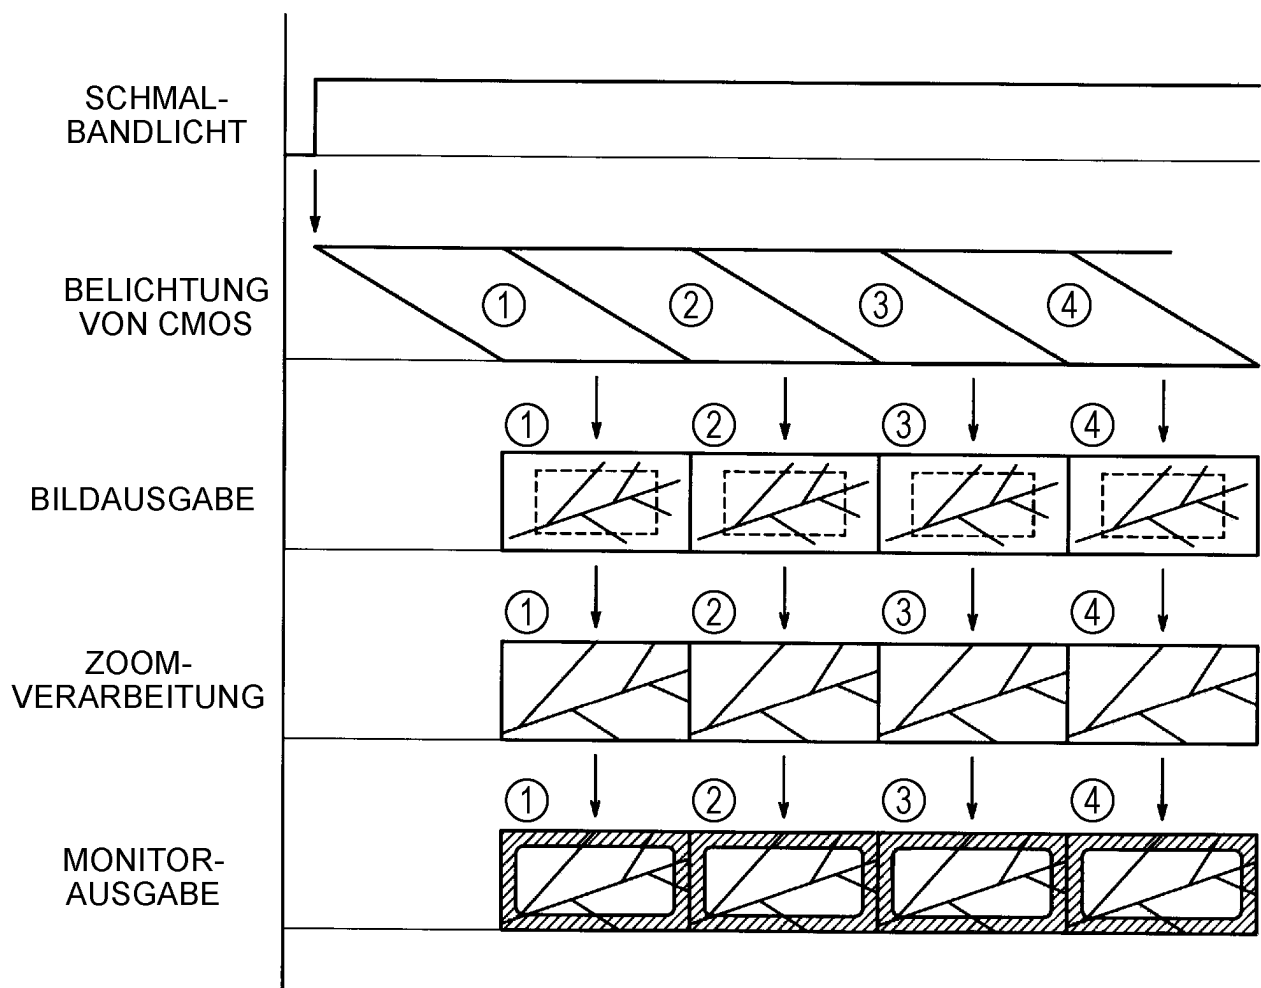 SCHMAL-
BANDLICHT
BELICHTUNG
VON CMOS
1 2 3 4
1 2 3 4
BILDAUSGABE
1 2 3 4
ZOOM-
VERARBEITUNG
1 2 3 4
MONITOR-
AUSGABE